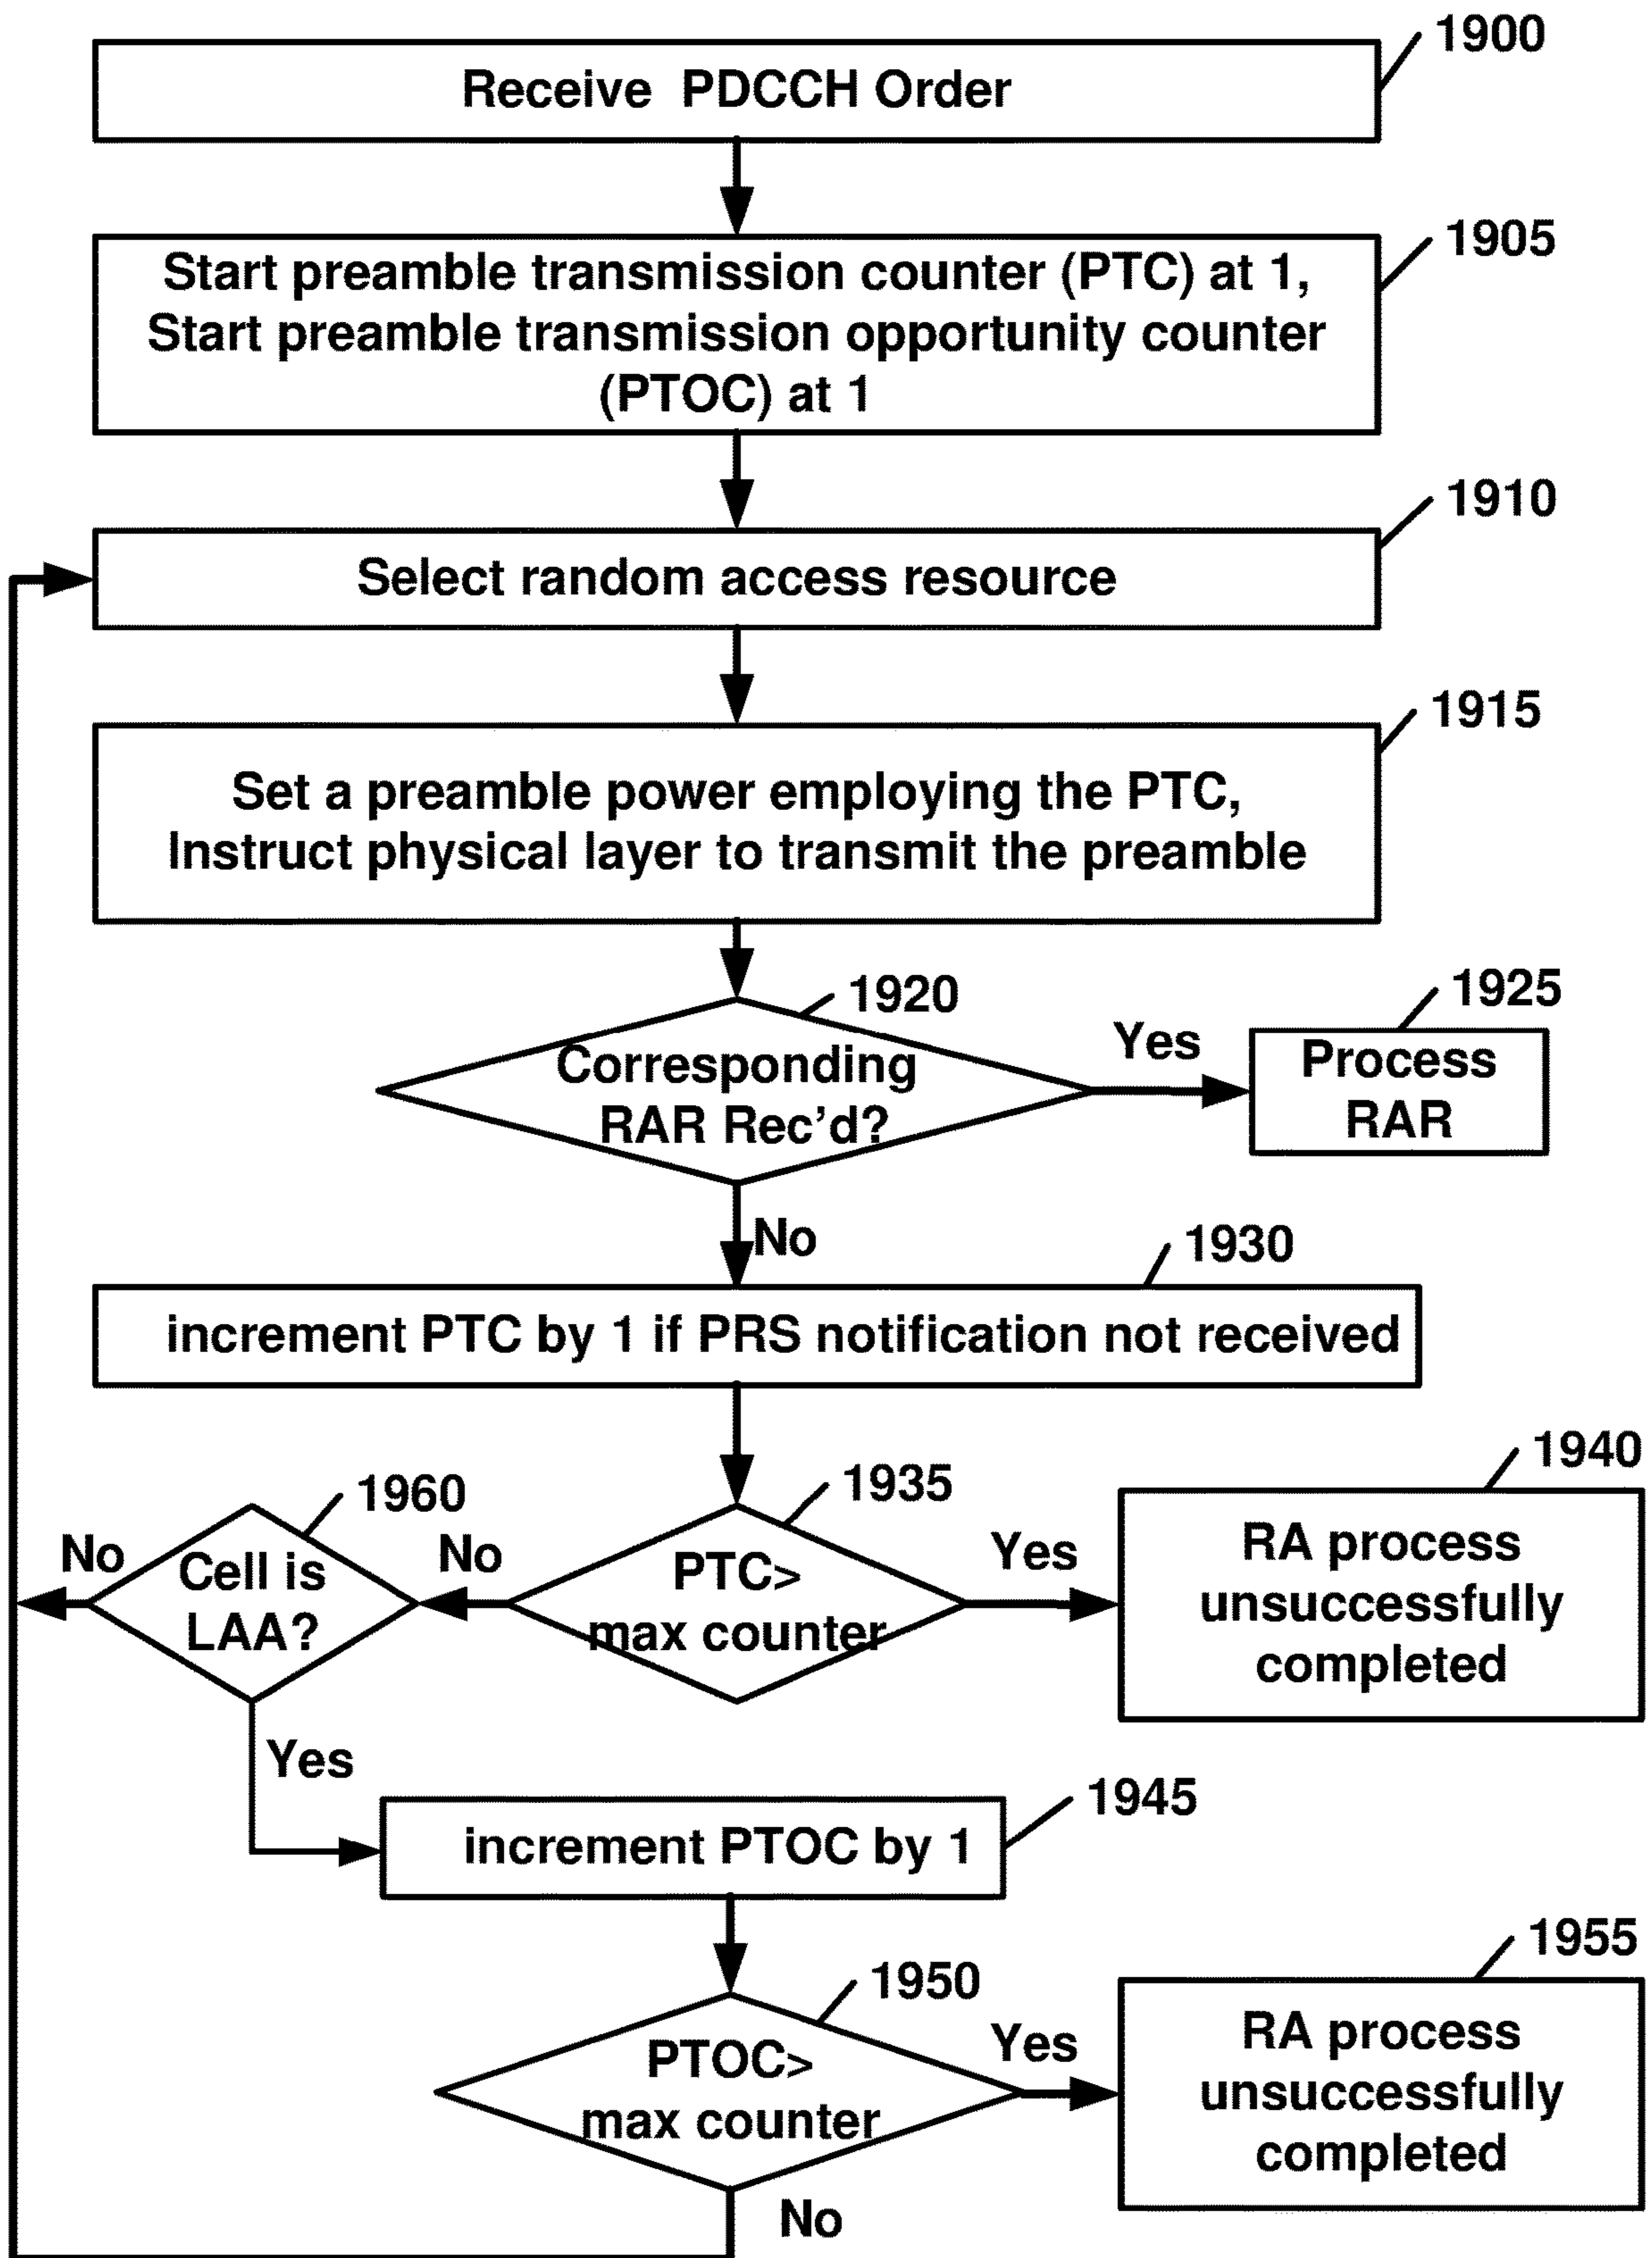 1900
Receive PDCCH Order
1905
Start preamble transmission counter (PTC) at 1,
Start preamble transmission opportunity counter
(PTOC) at 1
1910
Select random access resource
1915
Set a preamble power employing the PTC,
Instruct physical layer to transmit the preamble
1920
Corresponding
RAR Rec'd?
Yes
1925
Process
RAR
No
1930
increment PTC by 1 if PRS notification not received
1935
PTC>
max counter
Yes
1940
RA process
unsuccessfully
completed
No
1960
Cell is
LAA?
No
Yes
1945
increment PTOC by 1
1950
PTOC>
max counter
Yes
1955
RA process
unsuccessfully
completed
No